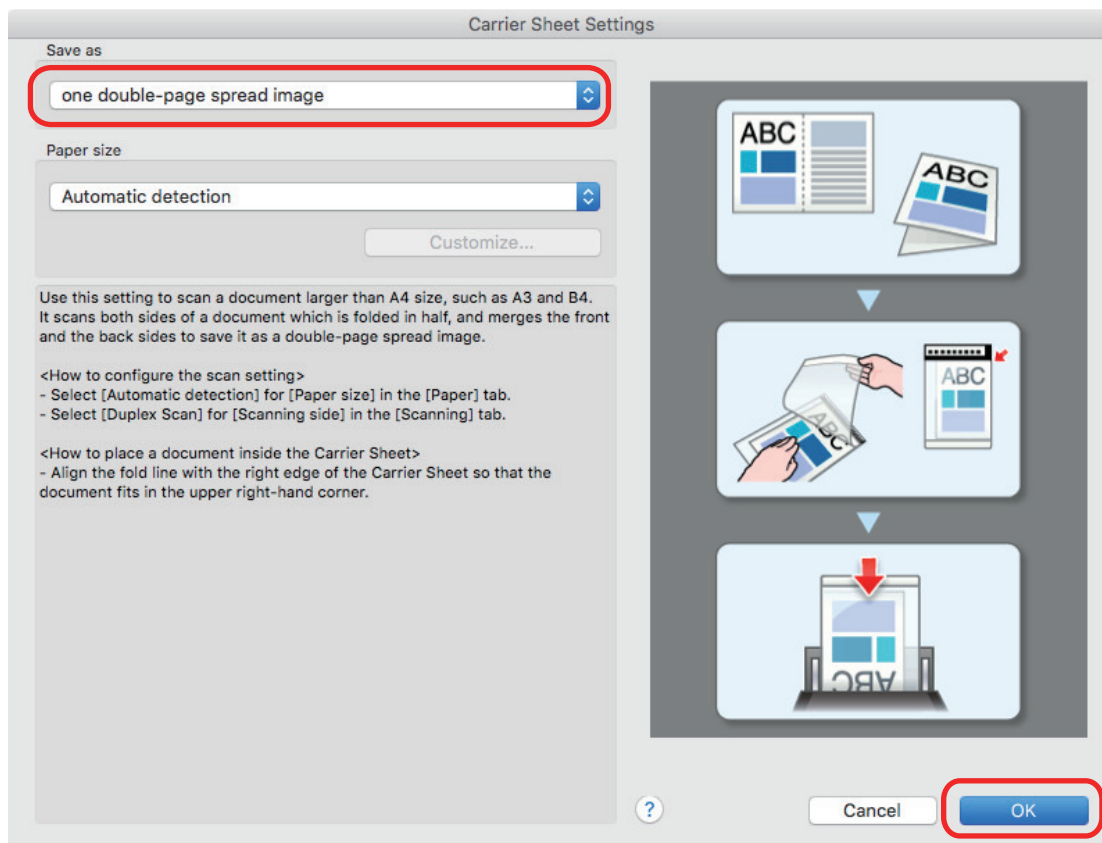 Carrier Sheet Settings
Save as
one double-page spread image
Paper size
Automatic detection
Customize...
Use this setting to scan a document larger than A4 size, such as A3 and B4.
It scans both sides of a document which is folded in half, and merges the front
and the back sides to save it as a double-page spread image.
<How to configure the scan setting>
- Select [Automatic detection] for [Paper size] in the [Paper] tab.
- Select [Duplex Scan] for [Scanning side] in the [Scanning] tab.
<How to place a document inside the Carrier Sheet>
- Align the fold line with the right edge of the Carrier Sheet so that the
document fits in the upper right-hand corner.
ABC
ABC
ABC
ABC
ABC
?
Cancel
OK